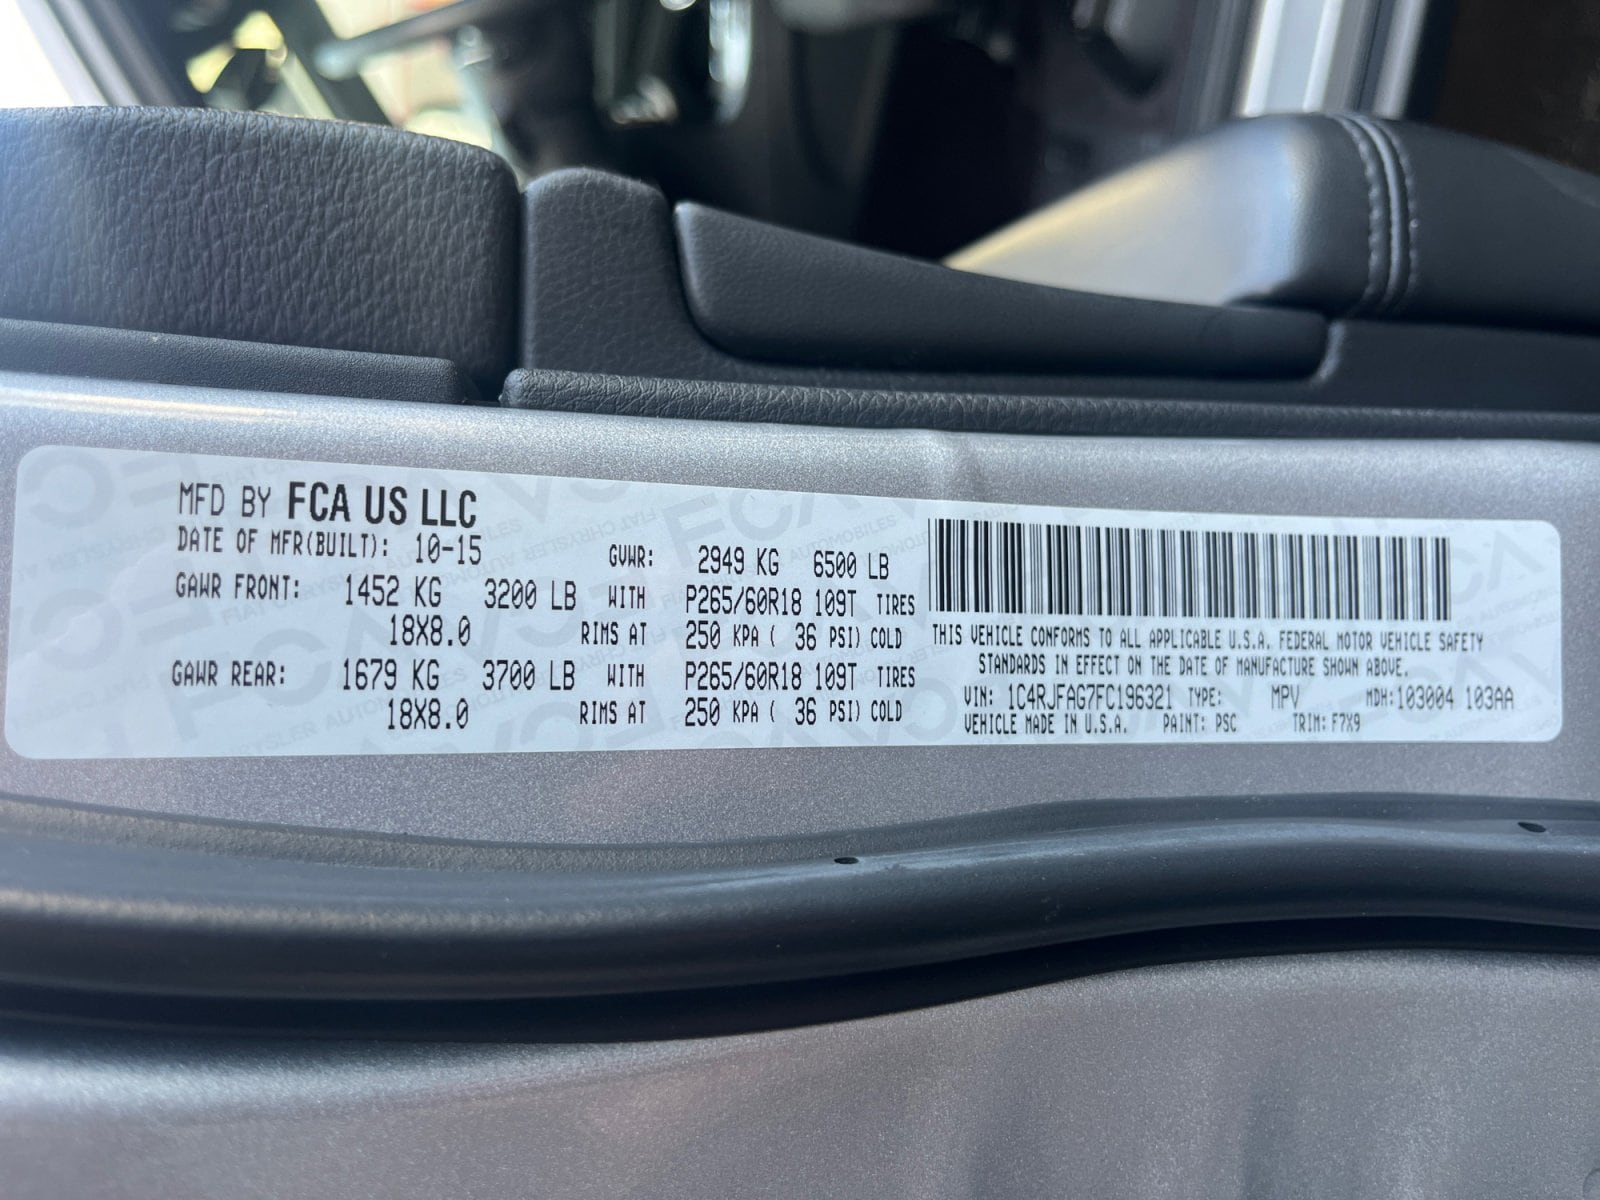 MFD BY FCA US LLC
DATE OF MFR(BUILT): 10-15 GVWR: 2949 KG 6500 LB
GAWR FRONT: 1452 KG 3200 LB WITH P265/60R18 109T TIRES
18X8.0 RIMS AT 250 KPA ( 36 PSI) COLD
GAWR REAR: 1679 KG 3700 LB WITH P265/60R18 109T TIRES
18X8.0 RIMS AT 250 KPA ( 36 PSI) COLD
THIS VEHICLE CONFORMS TO ALL APPLICABLE U.S.A. FEDERAL MOTOR VEHICLE SAFETY
STANDARDS IN EFFECT ON THE DATE OF MANUFACTURE SHOWN ABOVE.
VIN: 1C4RJFAG7FC196321 TYPE: MPV MDH:103004 103AA
VEHICLE MADE IN U.S.A. PAINT: PSC TRIM: F7X9